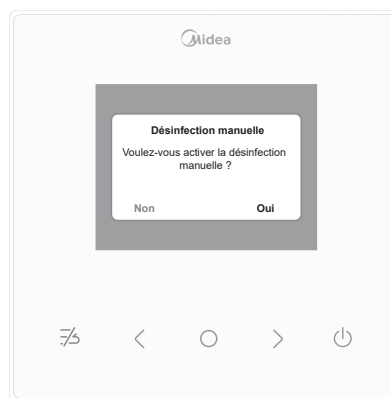 Midea
Désinfection manuelle
Voulez-vous activer la désinfection
manuelle ?
Non Oui